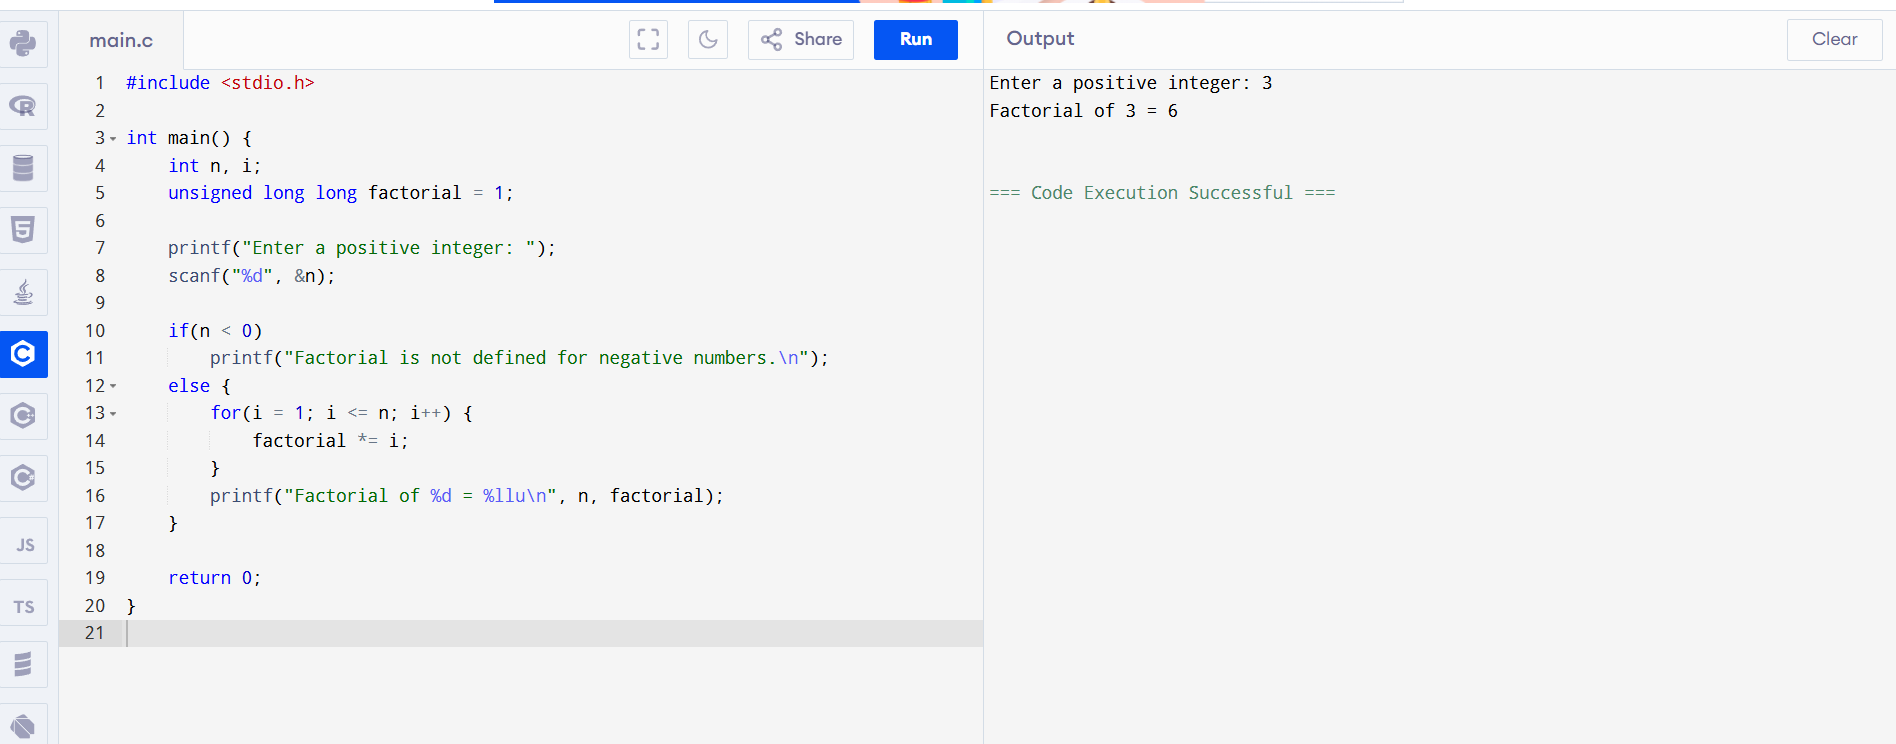 main.c
Share
Run
Output
Clear
1 #include <stdio.h>
2
3 int main() {
4     int n, i;
5     unsigned long long factorial = 1;
6
7     printf("Enter a positive integer: ");
8     scanf("%d", &n);
9
10     if(n < 0)
11         printf("Factorial is not defined for negative numbers.\n");
12     else {
13         for(i = 1; i <= n; i++) {
14             factorial *= i;
15         }
16         printf("Factorial of %d = %llu\n", n, factorial);
17     }
18
19     return 0;
20 }
21
Enter a positive integer: 3
Factorial of 3 = 6
=== Code Execution Successful ===
R
5
C
C
C
JS
TS